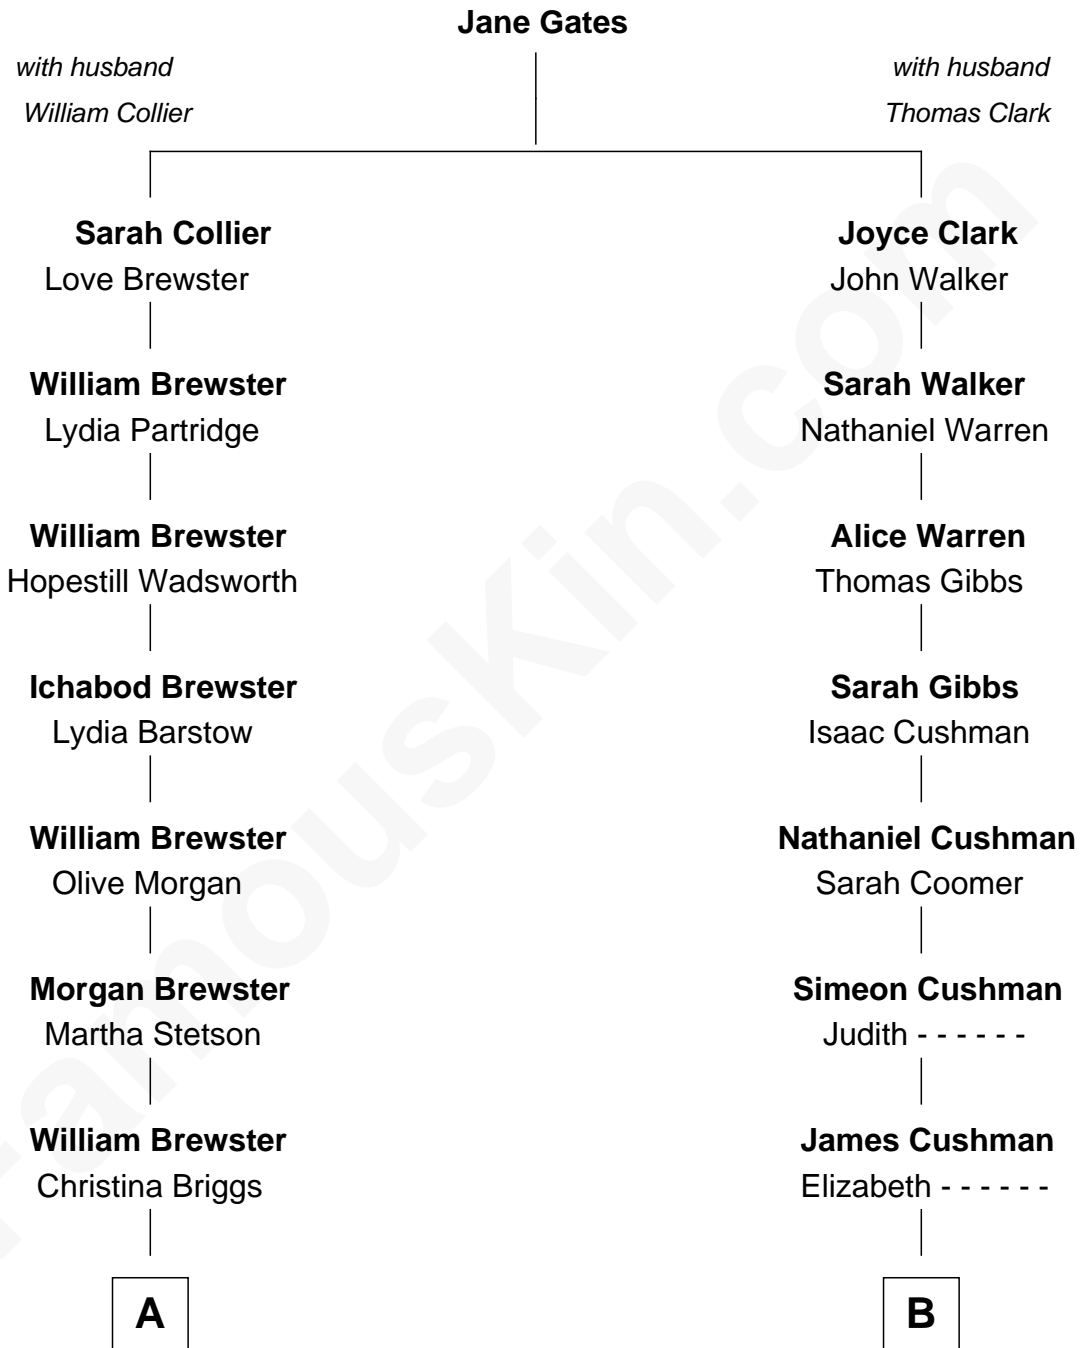 Jane Gates
with husband
William Collier
with husband
Thomas Clark
Sarah Collier
Love Brewster
Joyce Clark
John Walker
William Brewster
Lydia Partridge
Sarah Walker
Nathaniel Warren
William Brewster
Hopestill Wadsworth
Alice Warren
Thomas Gibbs
Ichabod Brewster
Lydia Barstow
Sarah Gibbs
Isaac Cushman
William Brewster
Olive Morgan
Nathaniel Cushman
Sarah Coomer
Morgan Brewster
Martha Stetson
Simeon Cushman
Judith - - - - - -
William Brewster
Christina Briggs
James Cushman
Elizabeth - - - - - -
A
B
FamousKin.com